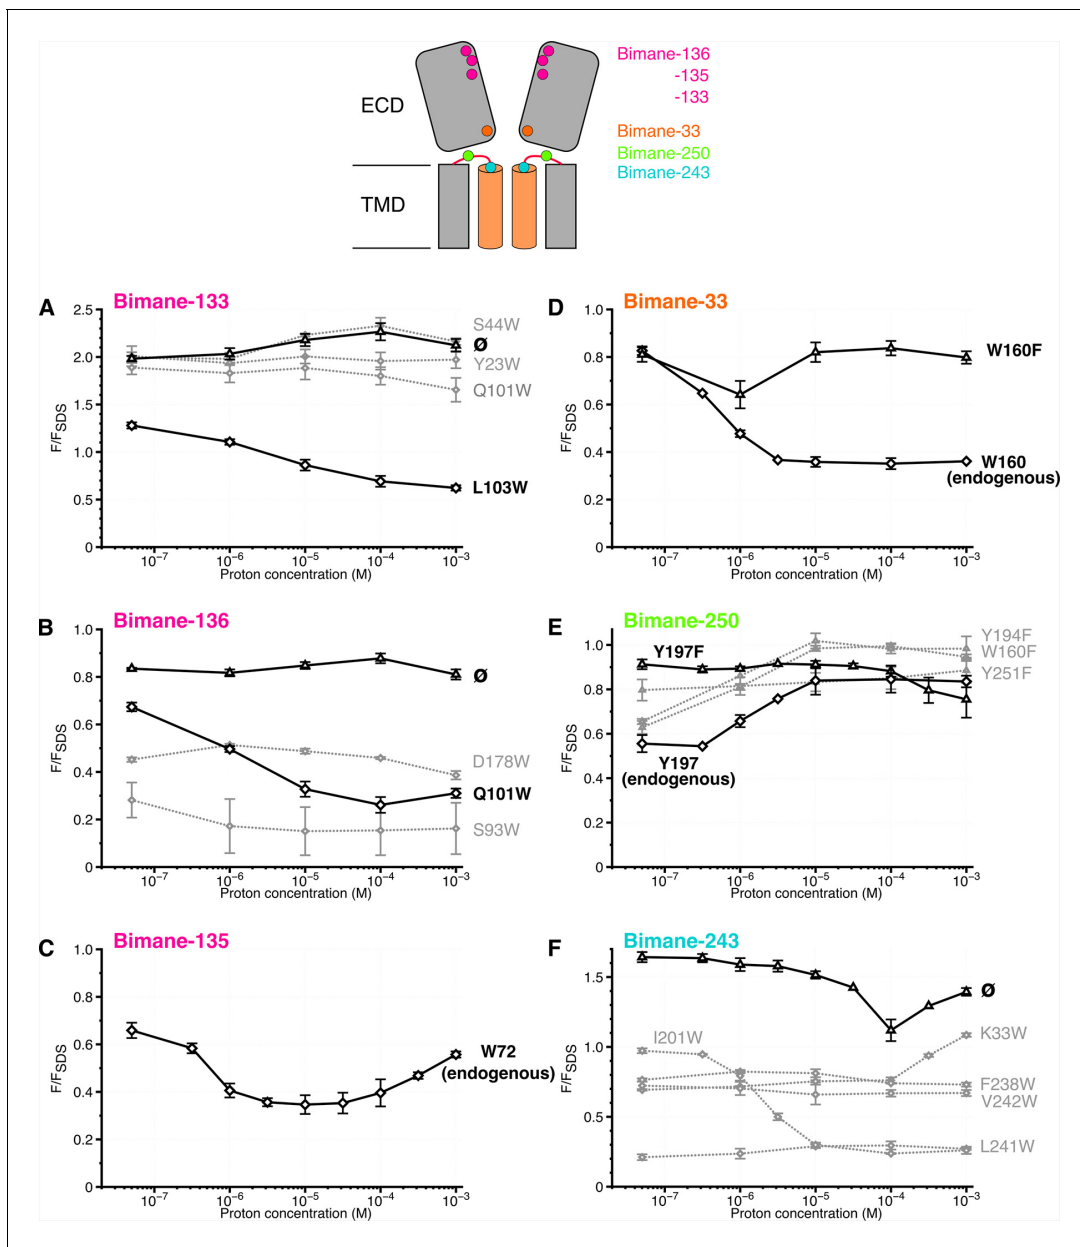 Bimane-136
-135
-133
ECD
Bimane-33
Bimane-250
Bimane-243
TMD
A
Bimane-133
2.5
2.0
1.5
1.0
0.5
0
F/FSDS
S44W
Ø
Y23W
Q101W
L103W
10⁻⁷ 10⁻⁶ 10⁻⁵ 10⁻⁴ 10⁻³
Proton concentration (M)
D
Bimane-33
1.0
0.8
0.6
0.4
0.2
0
F/FSDS
W160F
W160
(endogenous)
10⁻⁷ 10⁻⁶ 10⁻⁵ 10⁻⁴ 10⁻³
Proton concentration (M)
B
Bimane-136
1.0
0.8
0.6
0.4
0.2
0
F/FSDS
Ø
D178W
Q101W
S93W
10⁻⁷ 10⁻⁶ 10⁻⁵ 10⁻⁴ 10⁻³
Proton concentration (M)
E
Bimane-250
1.0
0.8
0.6
0.4
0.2
0
F/FSDS
Y197F
Y194F
W160F
Y251F
Y197
(endogenous)
10⁻⁷ 10⁻⁶ 10⁻⁵ 10⁻⁴ 10⁻³
Proton concentration (M)
C
Bimane-135
1.0
0.8
0.6
0.4
0.2
0
F/FSDS
W72
(endogenous)
10⁻⁷ 10⁻⁶ 10⁻⁵ 10⁻⁴ 10⁻³
Proton concentration (M)
F
Bimane-243
1.5
1.0
0.5
0
F/FSDS
Ø
I201W
K33W
F238W
V242W
L241W
10⁻⁷ 10⁻⁶ 10⁻⁵ 10⁻⁴ 10⁻³
Proton concentration (M)